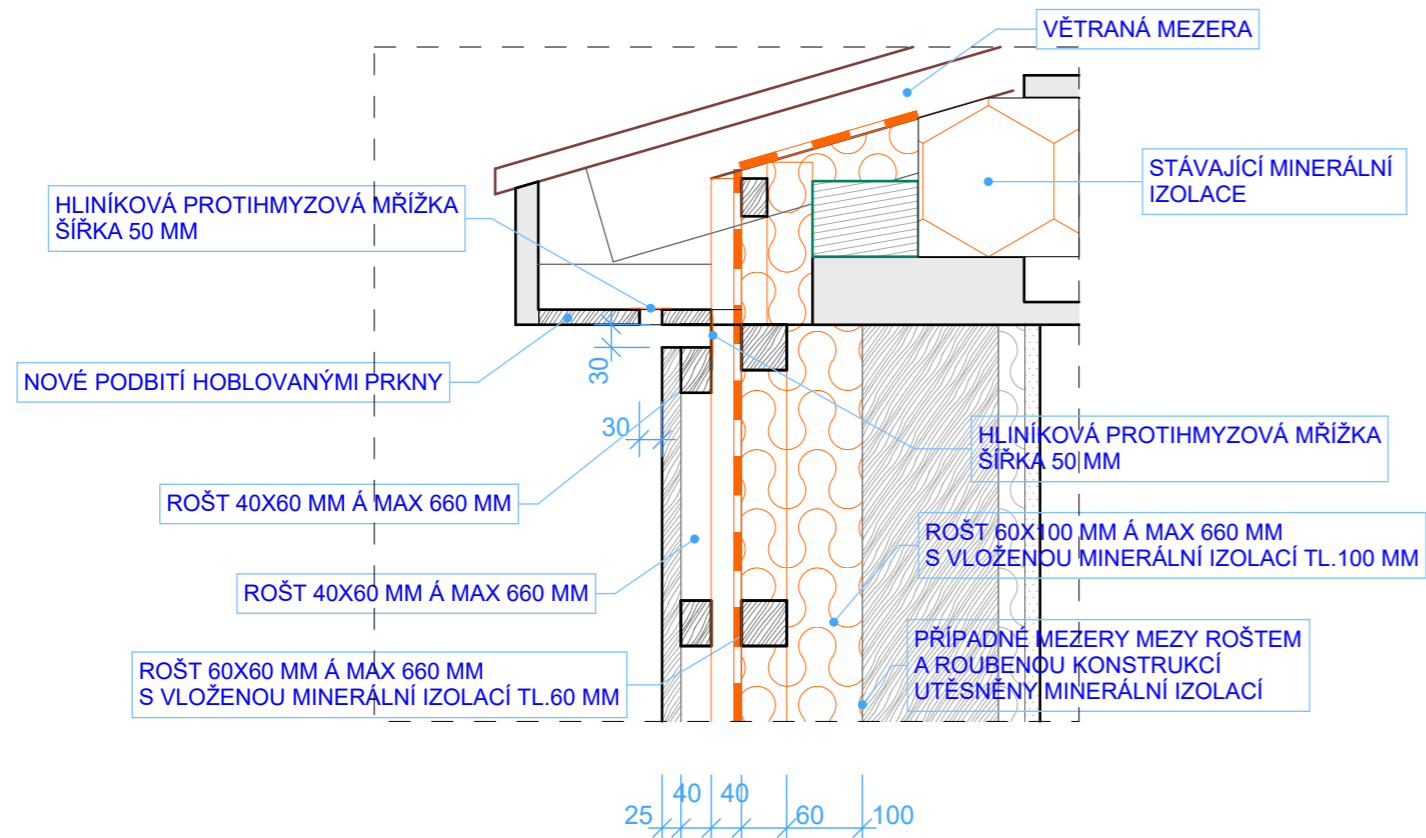 VĚTRANÁ MEZERA
HLINÍKOVÁ PROTIHMYZOVÁ MŘÍŽKA
ŠÍŘKA 50 MM
STÁVAJÍCÍ MINERÁLNÍ
IZOLACE
NOVÉ PODBITÍ HOBLOVANÝMI PRKNY
30
30
HLINÍKOVÁ PROTIHMYZOVÁ MŘÍŽKA
ŠÍŘKA 50 MM
ROŠT 40X60 MM Á MAX 660 MM
ROŠT 60X100 MM Á MAX 660 MM
S VLOŽENOU MINERÁLNÍ IZOLACÍ TL.100 MM
ROŠT 40X60 MM Á MAX 660 MM
PŘÍPADNÉ MEZERY MEZY ROŠTEM
A ROUBENOU KONSTRUKCÍ
UTĚSNĚNY MINERÁLNÍ IZOLACÍ
ROŠT 60X60 MM Á MAX 660 MM
S VLOŽENOU MINERÁLNÍ IZOLACÍ TL.60 MM
25 40 40 60 100